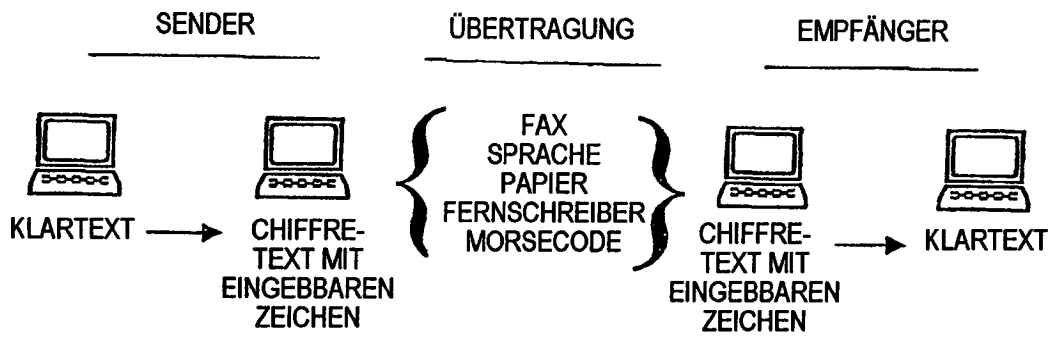 SENDER
ÜBERTRAGUNG
EMPFÄNGER
KLARTEXT
CHIFFRE-
TEXT MIT
EINGEBBAREN
ZEICHEN
FAX
SPRACHE
PAPIER
FERNSCHREIBER
MORSECODE
CHIFFRE-
TEXT MIT
EINGEBBAREN
ZEICHEN
KLARTEXT